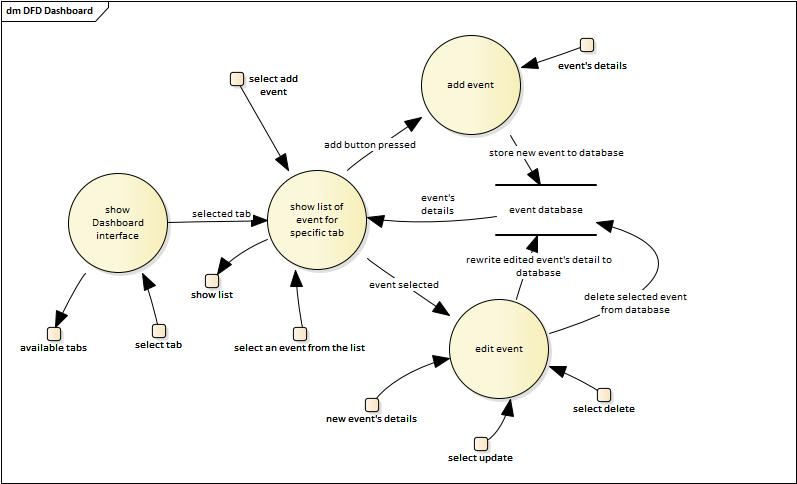 dm DFD Dashboard
select add
event
add event
event's details
add button pressed
store new event to database
show
Dashboard
interface
selected tab
show list of
event for
specific tab
event's
details
event database
show list
event selected
rewrite edited event's detail to
database
delete selected event
from database
available tabs
select tab
select an event from the list
edit event
new event's details
select delete
select update